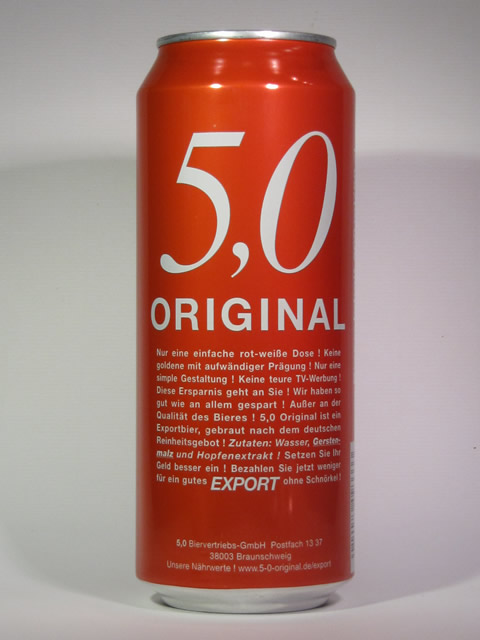 5,0
ORIGINAL
Nur eine einfache rot-weiße Dose ! Keine
goldene mit aufwändiger Prägung ! Nur eine
simple Gestaltung ! Keine teure TV-Werbung !
Diese Ersparnis geht an Sie ! Wir haben so
gut wie an allem gespart ! Außer an der
Qualität des Bieres ! 5,0 Original ist ein
Exportbier, gebraut nach dem deutschen
Reinheitsgebot ! Zutaten: Wasser, Gersten-
malz und Hopfenextrakt ! Setzen Sie Ihr
Geld besser ein ! Bezahlen Sie jetzt weniger
für ein gutes EXPORT ohne Schnörkel !
5,0 Biervertriebs-GmbH Postfach 13 37
38003 Braunschweig
Unsere Nährwerte ! www.5-0-original.de/export